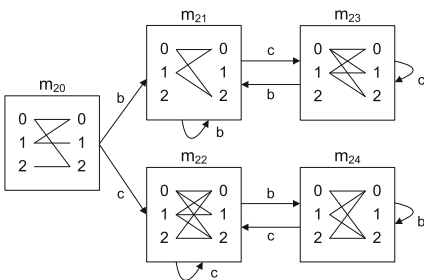 m21 m23
0 0 c 0 0
m20 1 1 1 1
b b c
0 0 2 2 2 2
1 1 b
2 2 m22 m24
c 0 0 b 0 0
1 1 1 1
c b
2 2 2 2
c